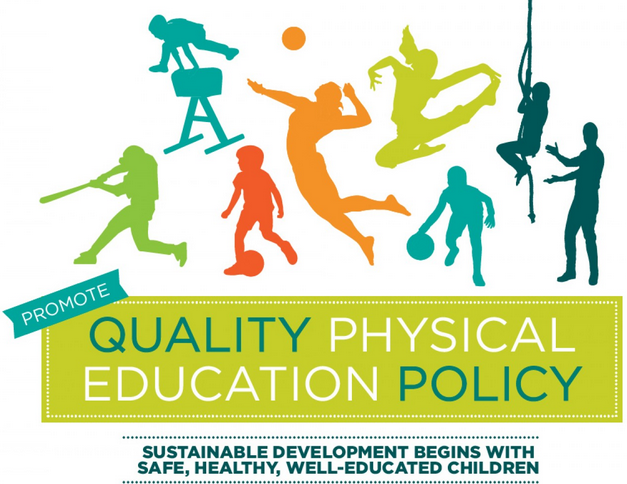 PROMOTE
QUALITY PHYSICAL
EDUCATION POLICY
SUSTAINABLE DEVELOPMENT BEGINS WITH
SAFE, HEALTHY, WELL-EDUCATED CHILDREN